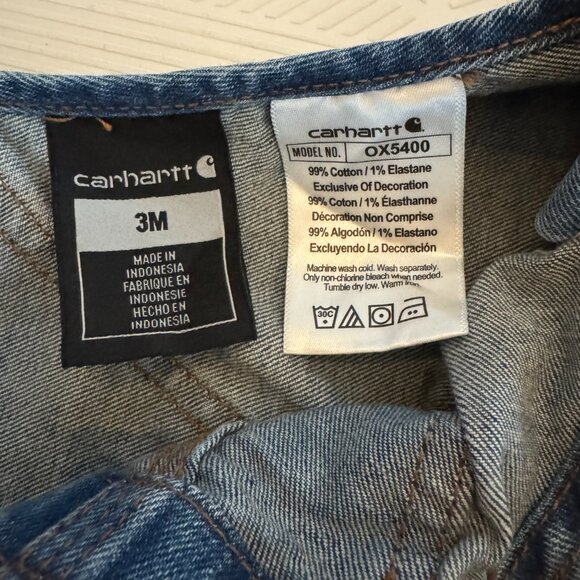 carhartt
3M
MADE IN
INDONESIA
FABRIQUE EN
INDONESIE
HECHO EN
INDONESIA
carhartt
MODEL NO. OX5400
99% Cotton / 1% Elastane
Exclusive Of Decoration
99% Coton / 1% Élasthanne
Décoration Non Comprise
99% Algodón / 1% Elastano
Excluyendo La Decoración
Machine wash cold. Wash separately.
Only non-chlorine bleach when needed.
Tumble dry low. Warm iron.
30C